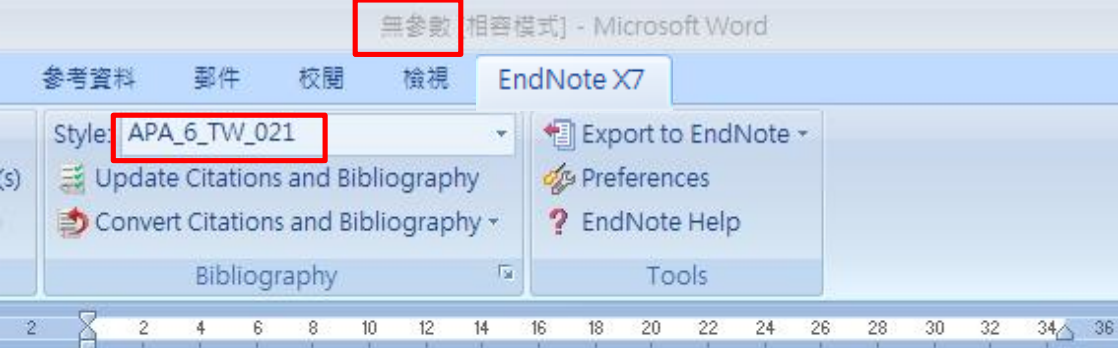 無參數 [相容模式] - Microsoft Word
參考資料 郵件 校閱 檢視 EndNote X7
Style: APA_6_TW_021 Export to EndNote
(s) Update Citations and Bibliography Preferences
Convert Citations and Bibliography ? EndNote Help
Bibliography Tools
2 2 4 6 8 10 12 14 16 18 20 22 24 26 28 30 32 34 36